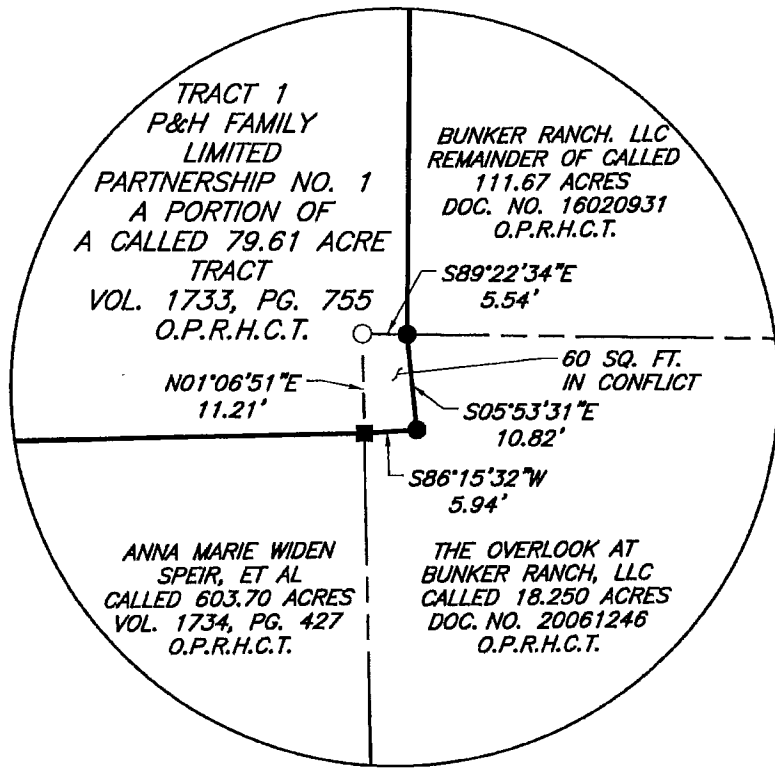 TRACT 1
P&H FAMILY
LIMITED
PARTNERSHIP NO. 1
A PORTION OF
A CALLED 79.61 ACRE
TRACT
VOL. 1733, PG. 755
O.P.R.H.C.T.
BUNKER RANCH. LLC
REMAINDER OF CALLED
111.67 ACRES
DOC. NO. 16020931
O.P.R.H.C.T.
S89°22'34"E
5.54'
60 SQ. FT.
IN CONFLICT
N01°06'51"E
11.21'
S05°53'31"E
10.82'
S86°15'32"W
5.94'
ANNA MARIE WIDEN
SPEIR, ET AL
CALLED 603.70 ACRES
VOL. 1734, PG. 427
O.P.R.H.C.T.
THE OVERLOOK AT
BUNKER RANCH, LLC
CALLED 18.250 ACRES
DOC. NO. 20061246
O.P.R.H.C.T.